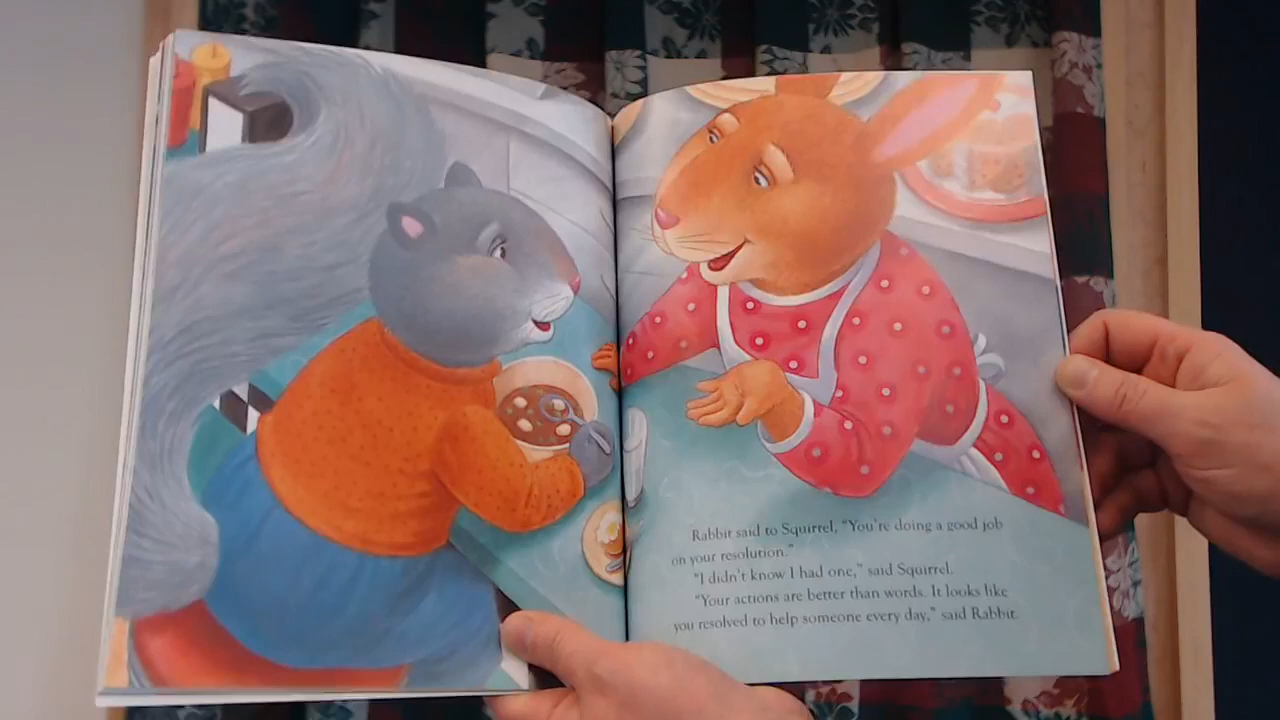 Rabbit said to Squirrel, “You’re doing a good job
on your resolution.”
“I didn’t know I had one,” said Squirrel.
“Your actions are better than words. It looks like
you resolved to help someone every day,” said Rabbit.